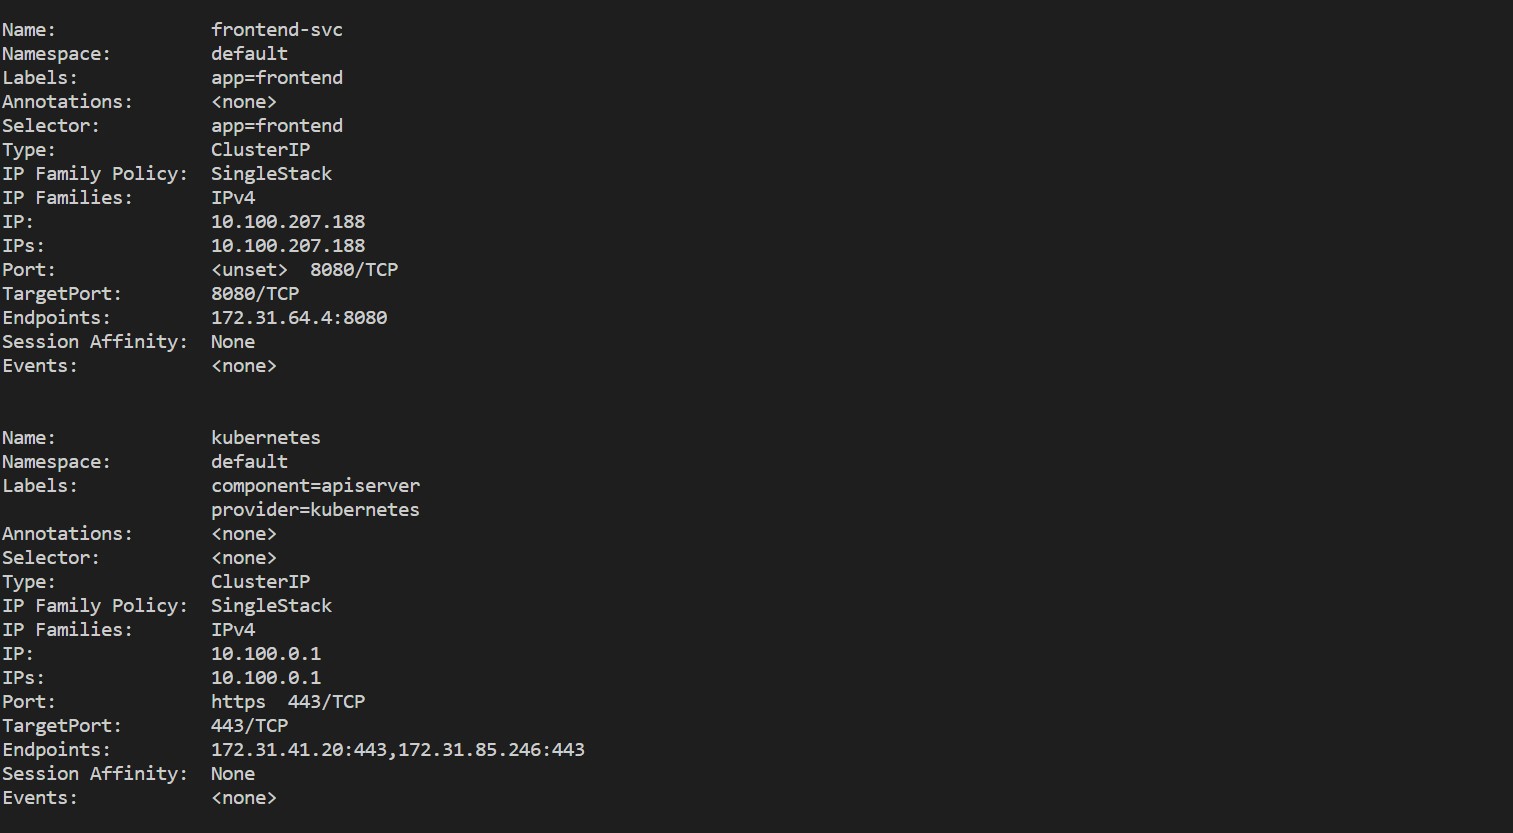 Name:              frontend-svc
Namespace:         default
Labels:            app=frontend
Annotations:       <none>
Selector:          app=frontend
Type:              ClusterIP
IP Family Policy:  SingleStack
IP Families:       IPv4
IP:                10.100.207.188
IPs:               10.100.207.188
Port:              <unset>  8080/TCP
TargetPort:        8080/TCP
Endpoints:         172.31.64.4:8080
Session Affinity:  None
Events:            <none>

Name:              kubernetes
Namespace:         default
Labels:            component=apiserver
                   provider=kubernetes
Annotations:       <none>
Selector:          <none>
Type:              ClusterIP
IP Family Policy:  SingleStack
IP Families:       IPv4
IP:                10.100.0.1
IPs:               10.100.0.1
Port:              https  443/TCP
TargetPort:        443/TCP
Endpoints:         172.31.41.20:443,172.31.85.246:443
Session Affinity:  None
Events:            <none>